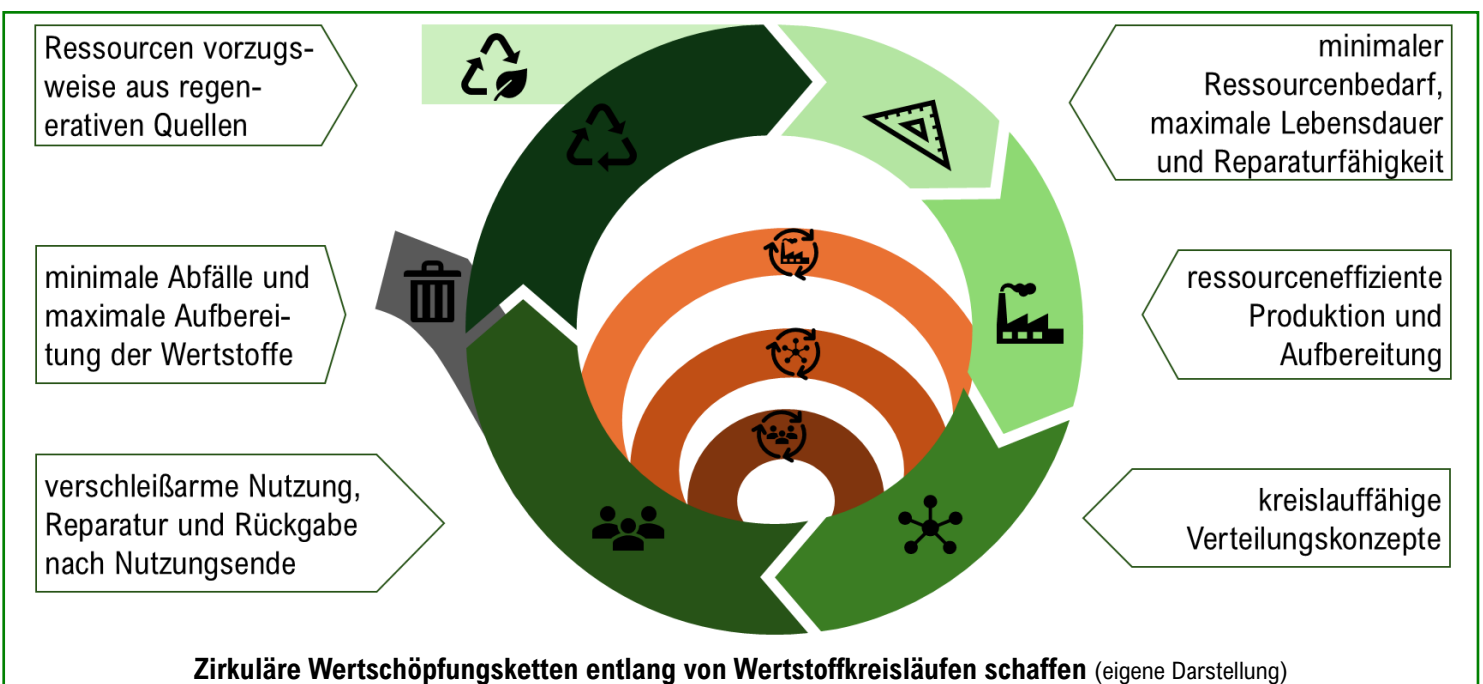 Ressourcen vorzugs-
weise aus regen-
erativen Quellen
minimaler
Ressourcenbedarf,
maximale Lebensdauer
und Reparaturfähigkeit
minimale Abfälle und
maximale Aufberei-
tung der Wertstoffe
ressourceneffiziente
Produktion und
Aufbereitung
verschleißarme Nutzung,
Reparatur und Rückgabe
nach Nutzungsende
kreislauffähige
Verteilungskonzepte
Zirkuläre Wertschöpfungsketten entlang von Wertstoffkreisläufen schaffen (eigene Darstellung)